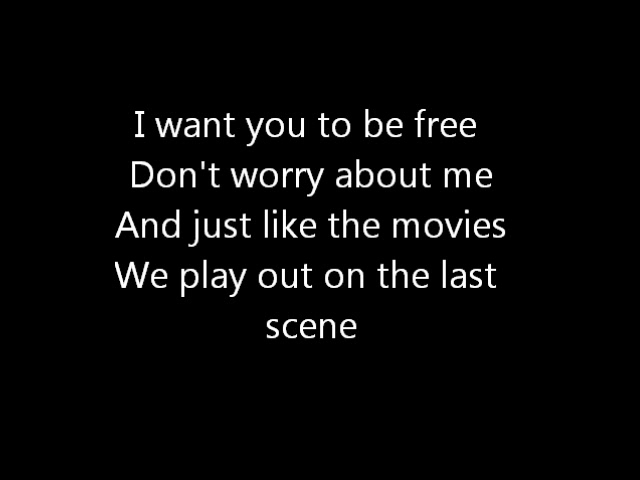 I want you to be free
Don't worry about me
And just like the movies
We play out on the last
scene